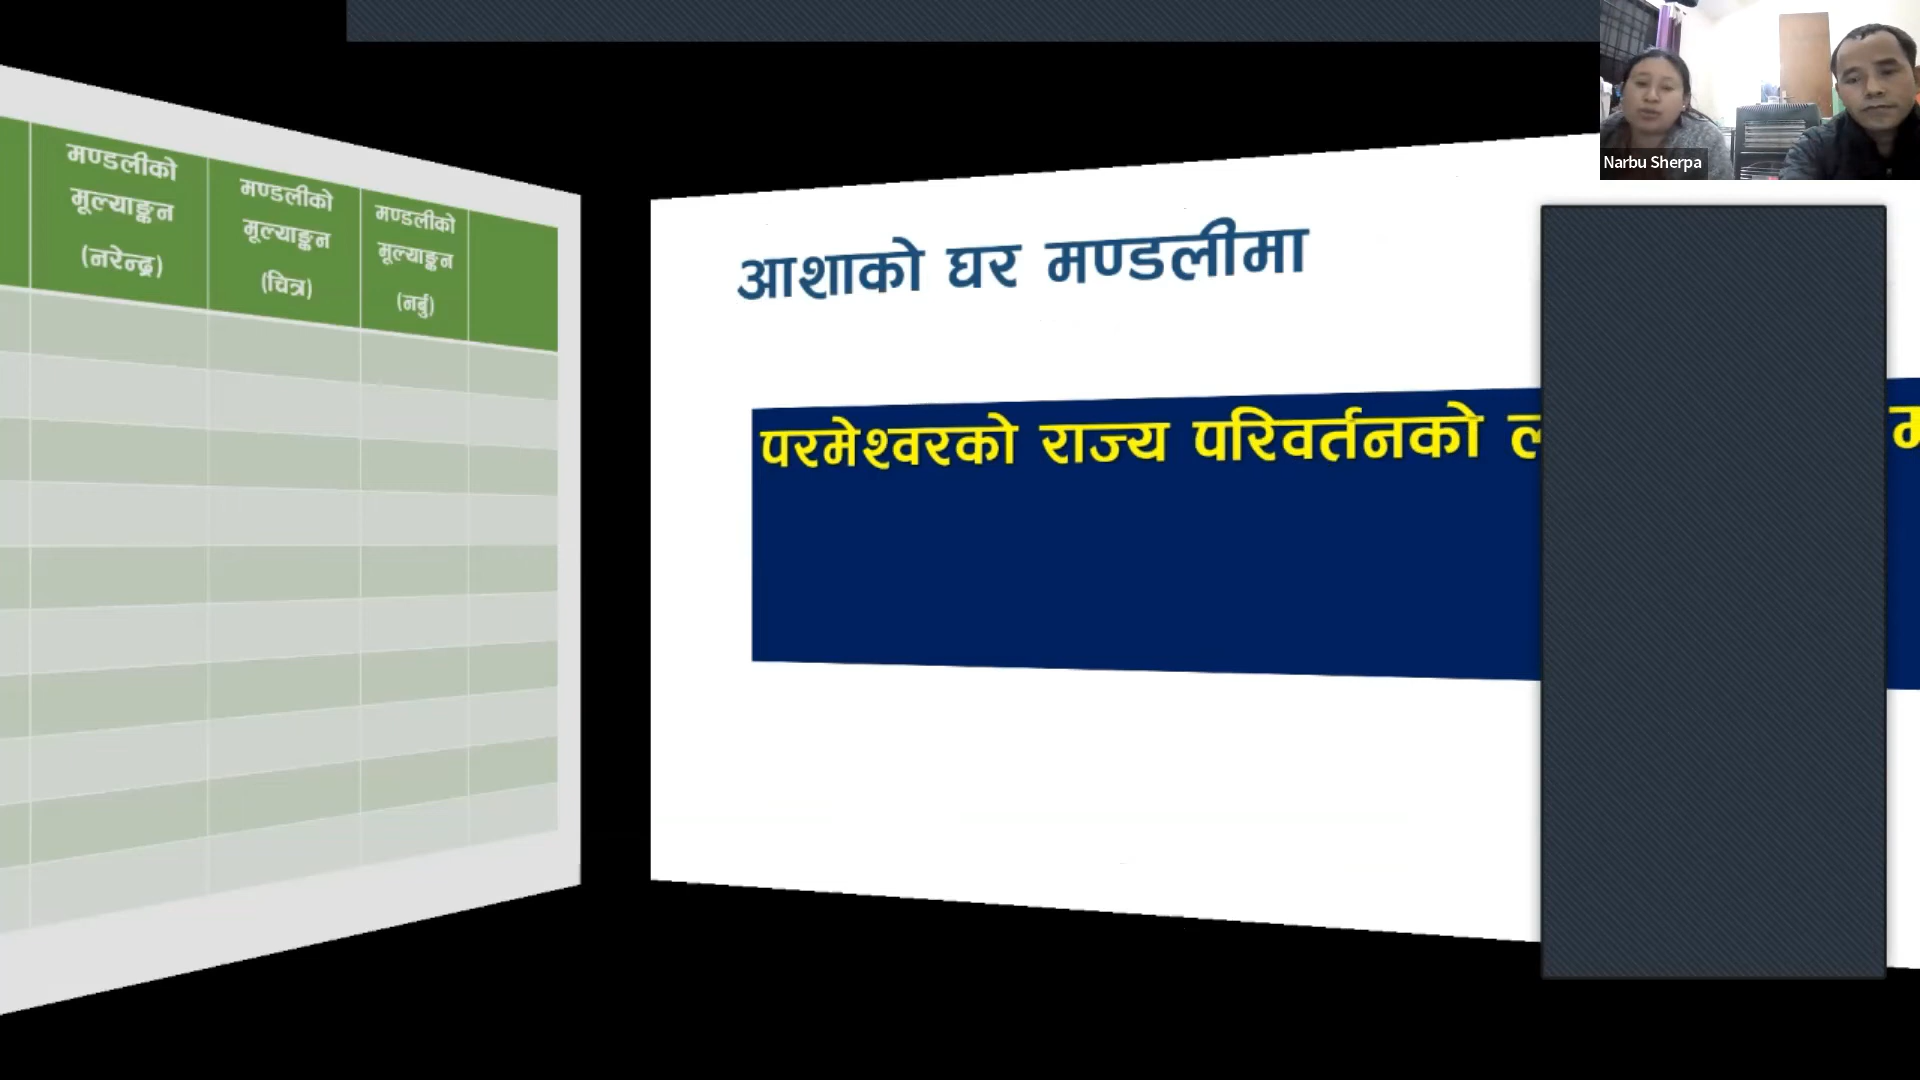 मण्डलीको
मूल्याङ्कन
(नरेन्द्र)
मण्डलीको
मूल्याङ्कन
(चित्र)
मण्डलीको
मूल्याङ्कन
(नर्बु)
आशाको घर मण्डलीमा
परमेश्वरको राज्य परिवर्तनको
Narbu Sherpa